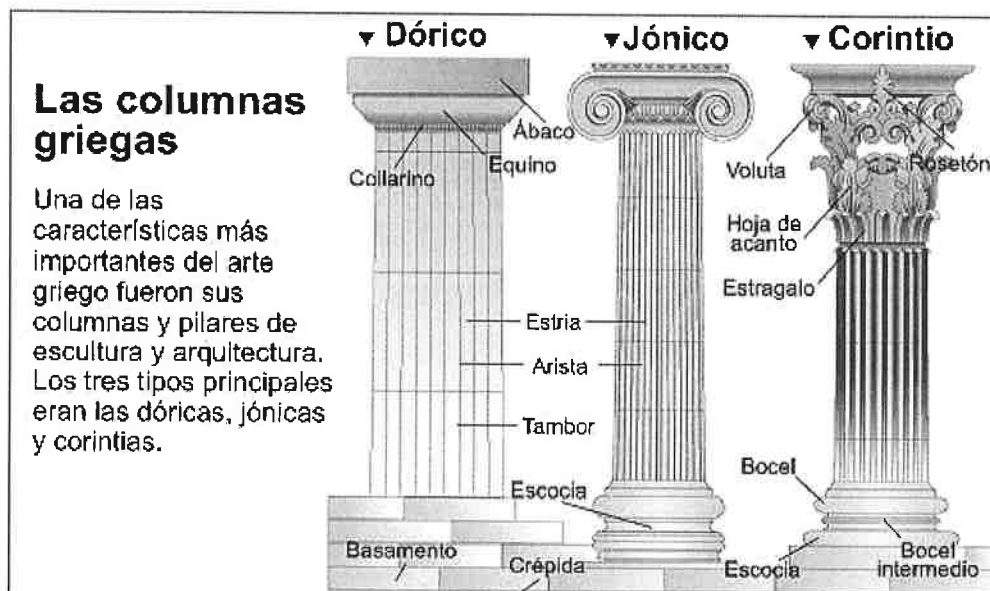 ▼ Dórico
▼ Jónico
▼ Corintio
Las columnas
griegas
Una de las
características más
importantes del arte
griego fueron sus
columnas y pilares de
escultura y arquitectura.
Los tres tipos principales
eran las dóricas, jónicas
y corintias.
Ábaco
Equino
Collarino
Voluta
Rosetón
Hoja de
acanto
Estragalo
Estria
Arista
Tambor
Bocel
Escocia
Basamento
Crépida
Escocia
Bocel
intermedio